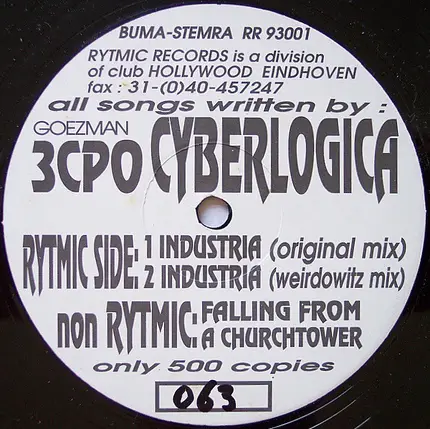 BUMA-STEMRA RR 93001
RYTMIC RECORDS is a division
of club HOLLYWOOD EINDHOVEN
fax : 31-(0)40-457247
all songs written by :
GOEZMAN
3CPO CYBERLOGICA
RYTMIC SIDE: 1 INDUSTRIA (original mix)
2 INDUSTRIA (weirdowitz mix)
non RYTMIC: FALLING FROM
A CHURCHTOWER
only 500 copies
063